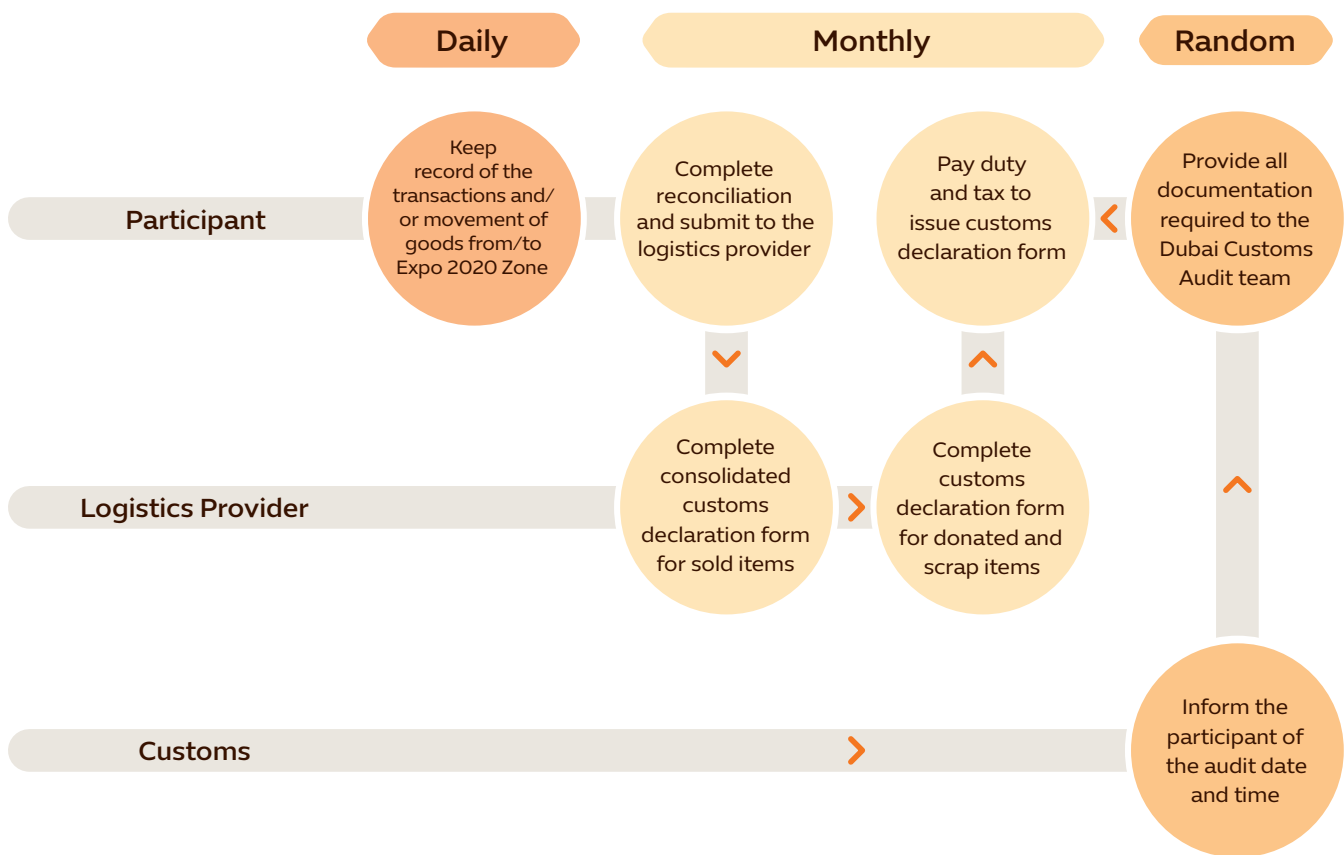 Daily
Monthly
Random
Participant
Keep
record of the
transactions and/
or movement of
goods from/to
Expo 2020 Zone
Complete
reconciliation
and submit to the
logistics provider
Pay duty
and tax to
issue customs
declaration form
Provide all
documentation
required to the
Dubai Customs
Audit team
Logistics Provider
Complete
consolidated
customs
declaration form
for sold items
Complete
customs
declaration form
for donated and
scrap items
Customs
Inform the
participant of
the audit date
and time